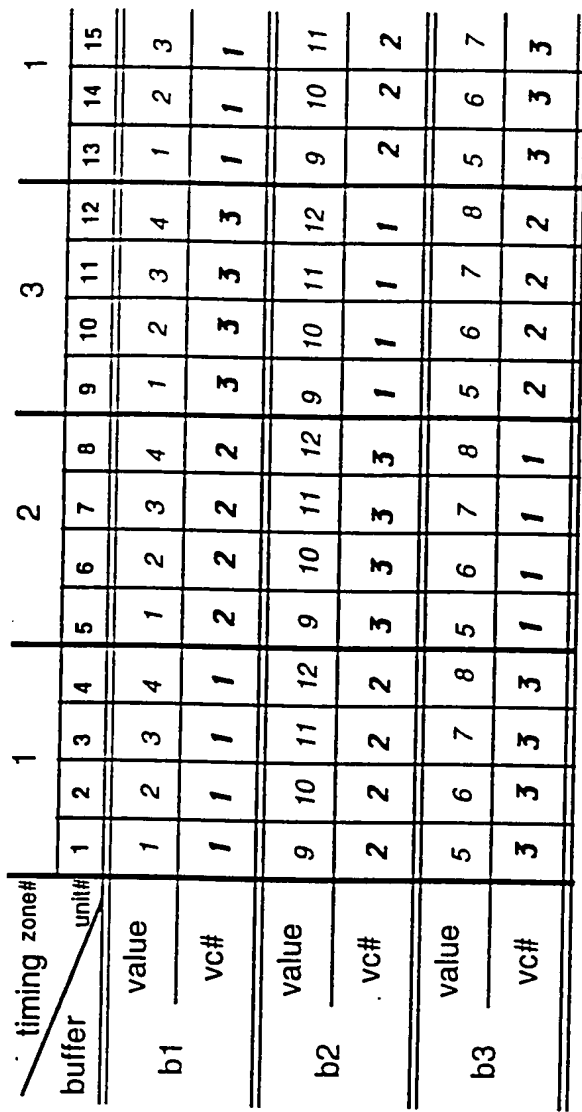 timing zone# 1 2 3 1
buffer unit# 1 2 3 4 5 6 7 8 9 10 11 12 13 14 15
b1 value 1 2 3 4 1 2 3 4 1 2 3 4 1 2 3
vc# 1 1 1 1 2 2 2 2 3 3 3 3 1 1 1
b2 value 9 10 11 12 9 10 11 12 9 10 11 12 9 10 11
vc# 2 2 2 2 3 3 3 3 1 1 1 1 2 2 2
b3 value 5 6 7 8 5 6 7 8 5 6 7 8 5 6 7
vc# 3 3 3 3 1 1 1 1 2 2 2 2 3 3 3